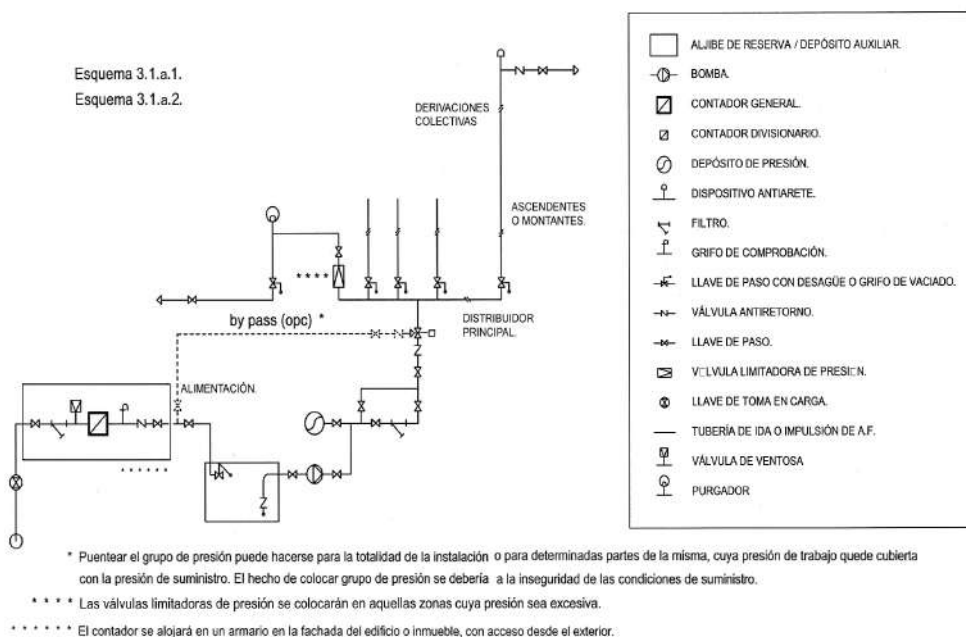 Esquema 3.1.a.1.
Esquema 3.1.a.2.
DERIVACIONES
COLECTIVAS
ASCENDENTES
O MONTANTES.
* * * *
by pass (opc) *
DISTRIBUIDOR
PRINCIPAL.
ALIMENTACIÓN.
* * * * * *
ALJIBE DE RESERVA / DEPÓSITO AUXILIAR.
BOMBA.
CONTADOR GENERAL.
CONTADOR DIVISIONARIO.
DEPÓSITO DE PRESIÓN.
DISPOSITIVO ANTIARETE.
FILTRO.
GRIFO DE COMPROBACIÓN.
LLAVE DE PASO CON DESAGÜE O GRIFO DE VACIADO.
VÁLVULA ANTIRETORNO.
LLAVE DE PASO.
V□LVULA LIMITADORA DE PRESI□N.
LLAVE DE TOMA EN CARGA.
TUBERÍA DE IDA O IMPULSIÓN DE A.F.
VÁLVULA DE VENTOSA
PURGADOR
* Puentear el grupo de presión puede hacerse para la totalidad de la instalación o para determinadas partes de la misma, cuya presión de trabajo quede cubierta
con la presión de suministro. El hecho de colocar grupo de presión se debería a la inseguridad de las condiciones de suministro.
* * * * Las válvulas limitadoras de presión se colocarán en aquellas zonas cuya presión sea excesiva.
* * * * * * El contador se alojará en un armario en la fachada del edificio o inmueble, con acceso desde el exterior.